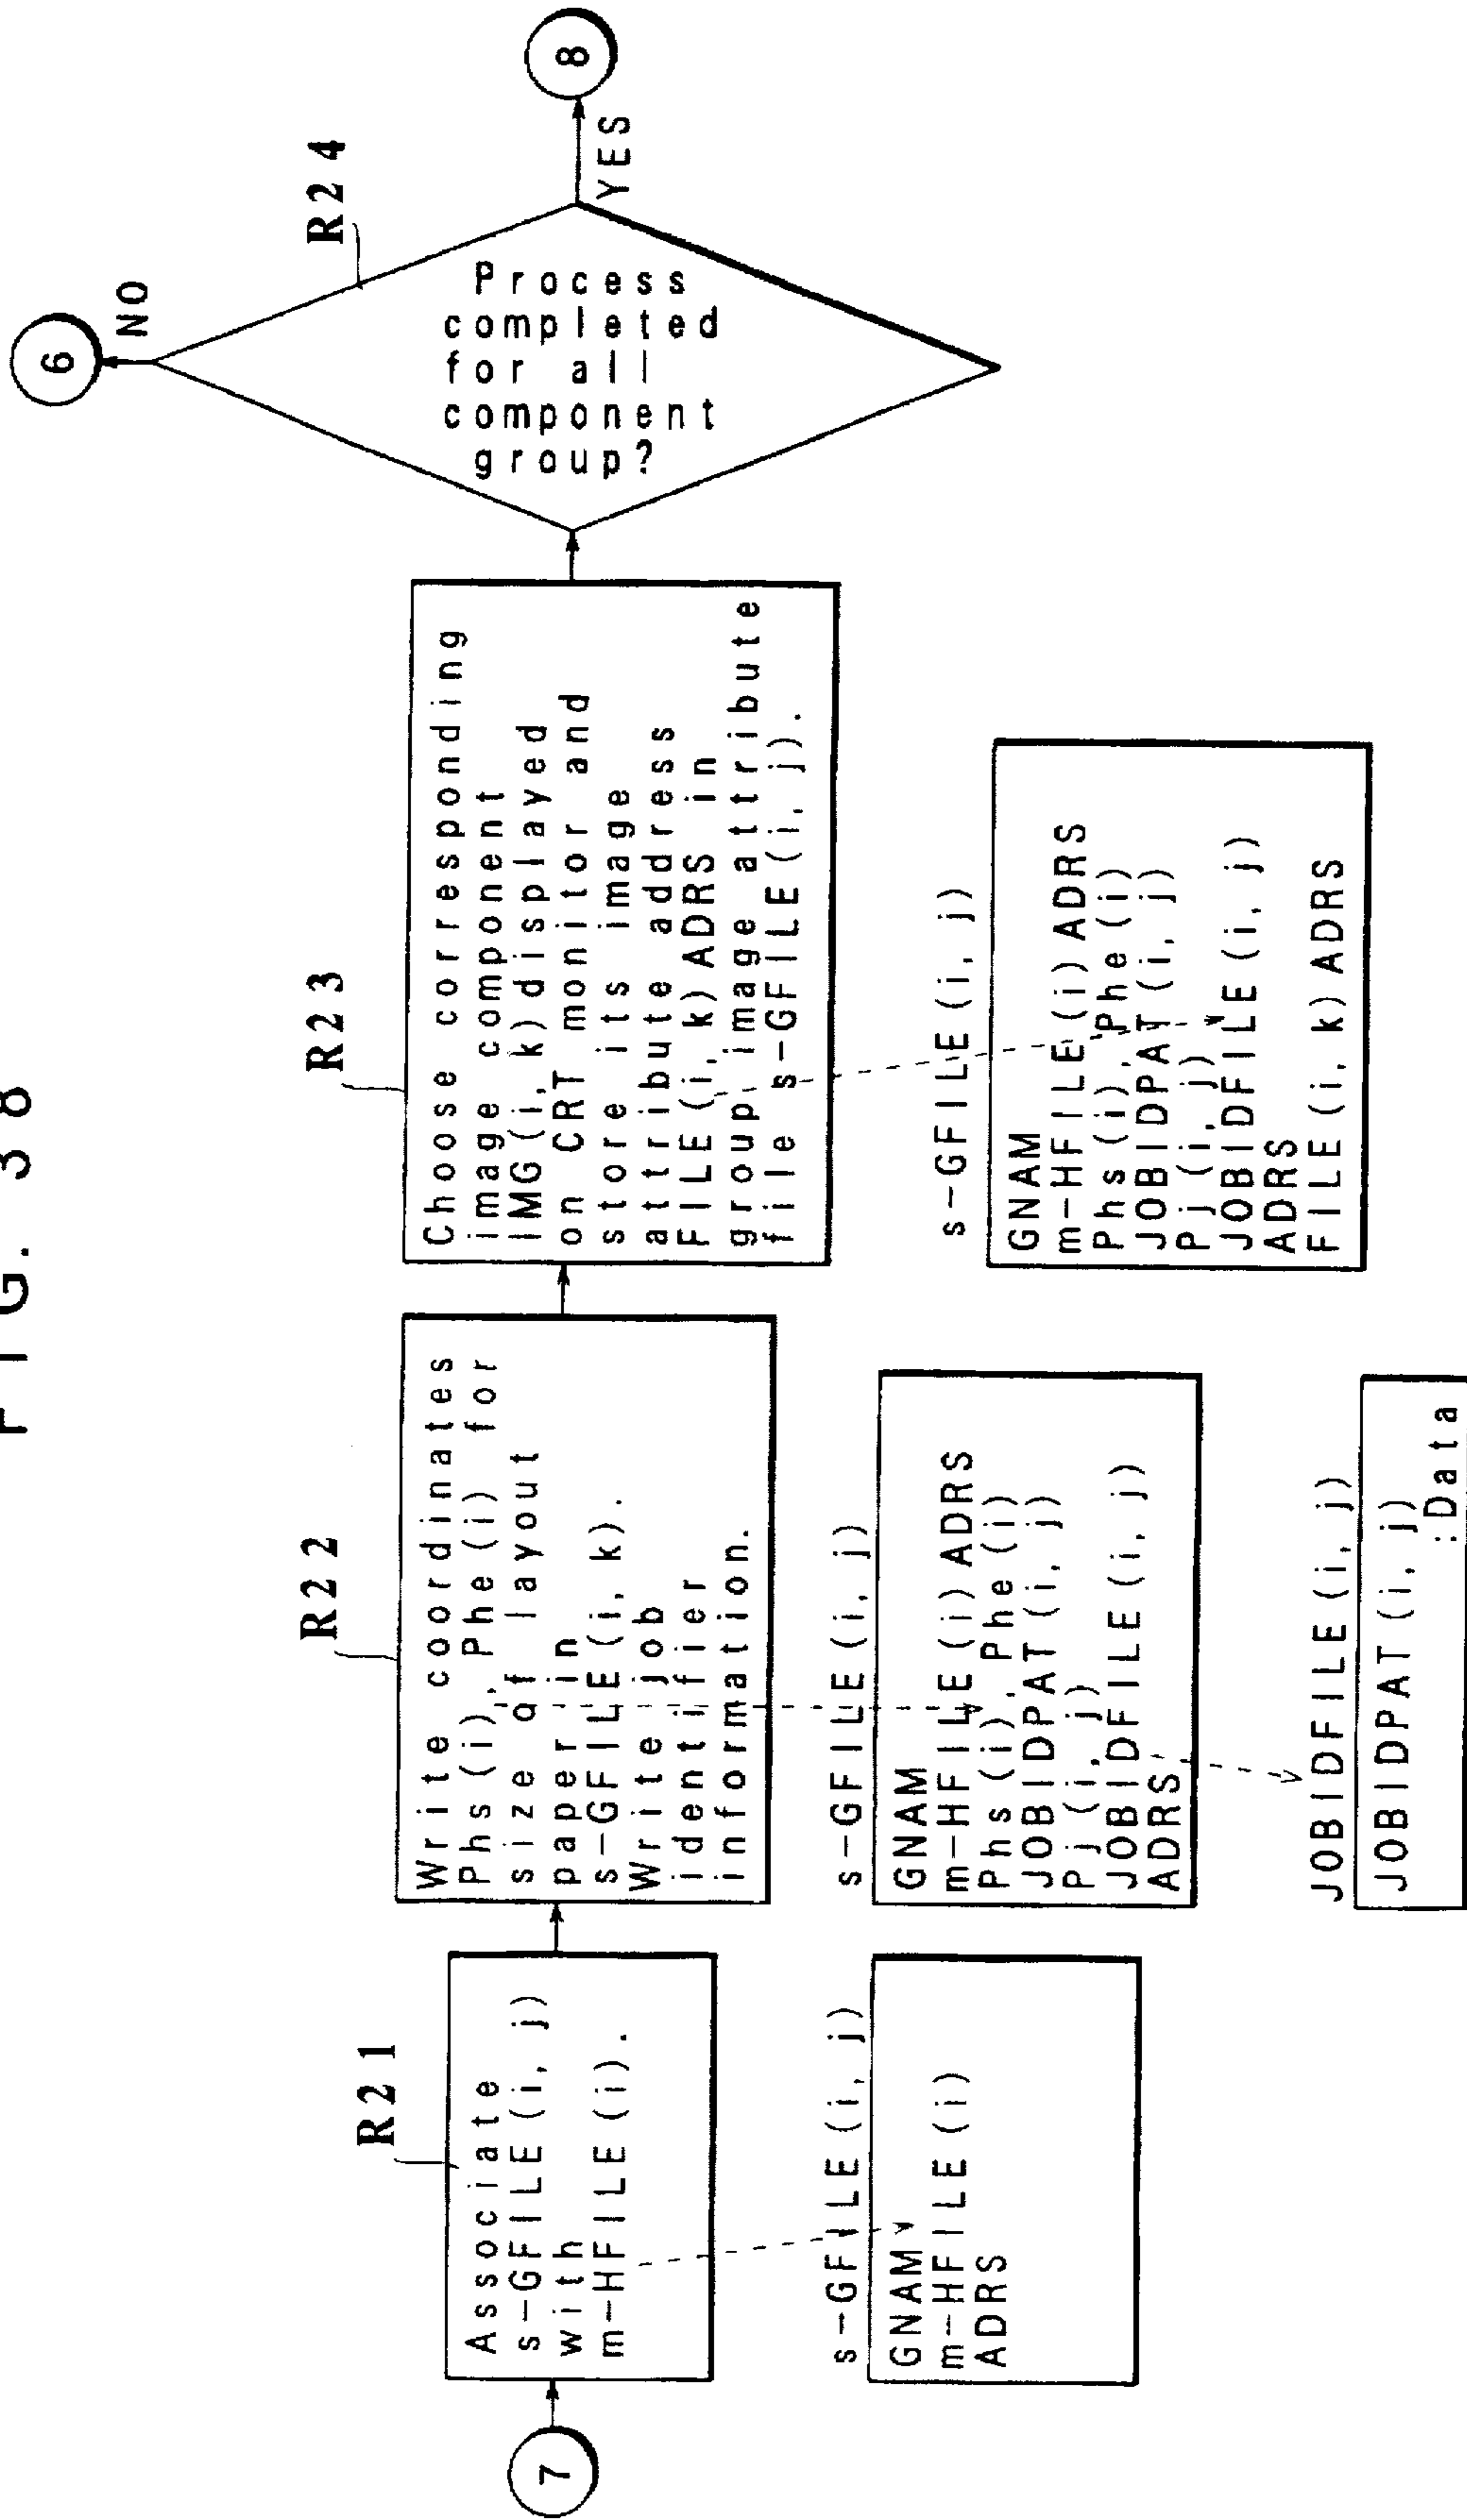 FIG. 38
7
R21
Associate
s-GFILE(i, j)
with
m-HFILE(i).
s-GFILE(i, j)
GNAM
m-HFILE(i)
ADRS
R22
Write coordinates
Phs(i), Phe(i) for
size of layout
paper in
s-GFILE(i, k).
Write job
identifier
information.
s-GFILE(i, j)
GNAM
m-HFILE(i)ADRS
Phs(i), Phe(i)
JOBIDPAT(i, j)
Pj(i, j)
JOBIDFILE(i, j)
ADRS
JOBIDFILE(i, j)
JOBIDPAT(i, j)
:Data
R23
Choose corresponding
image component
IMG(i, k)displayed
on CRT monitor and
store its image
attribute address
FILE(i, k)ADRS in
group image attribute
file s-GFILE(i, j).
s-GFILE(i, j)
GNAM
m-HFILE(i)ADRS
Phs(i), Phe(i)
JOBIDPAT(i, j)
Pj(i, j)
JOBIDFILE(i, j)
ADRS
FILE(i, k)ADRS
R24
Process
completed
for all
component
group?
NO
6
YES
8